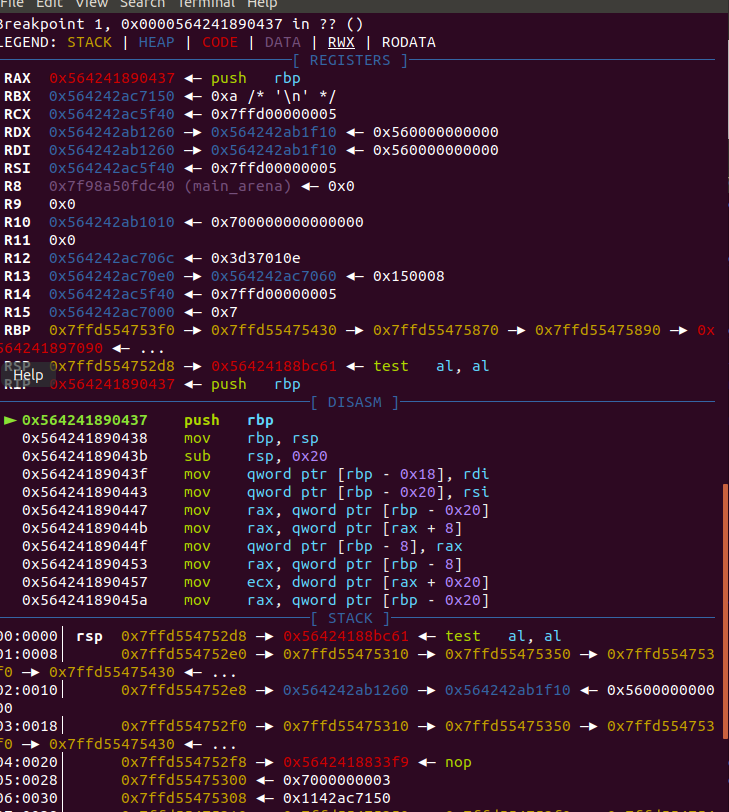 File Edit View Search Terminal Help
Breakpoint 1, 0x0000564241890437 in ?? ()
LEGEND: STACK | HEAP | CODE | DATA | RWX | RODATA
[ REGISTERS ]
RAX 0x564241890437 ◂— push rbp
RBX 0x564242ac7150 ◂— 0xa /* '\n' */
RCX 0x564242ac5f40 ◂— 0x7ffd00000005
RDX 0x564242ab1260 —▸ 0x564242ab1f10 ◂— 0x560000000000
RDI 0x564242ab1260 —▸ 0x564242ab1f10 ◂— 0x560000000000
RSI 0x564242ac5f40 ◂— 0x7ffd00000005
R8 0x7f98a50fdc40 (main_arena) ◂— 0x0
R9 0x0
R10 0x564242ab1010 ◂— 0x700000000000000
R11 0x0
R12 0x564242ac706c ◂— 0x3d37010e
R13 0x564242ac70e0 —▸ 0x564242ac7060 ◂— 0x150008
R14 0x564242ac5f40 ◂— 0x7ffd00000005
R15 0x564242ac7000 ◂— 0x7
RBP 0x7ffd554753f0 —▸ 0x7ffd55475430 —▸ 0x7ffd55475870 —▸ 0x7ffd55475890 —▸ 0x
564241897090 ◂— ...
RSP 0x7ffd554752d8 —▸ 0x56424188bc61 ◂— test al, al
Help
RIP 0x564241890437 ◂— push rbp
[ DISASM ]
► 0x564241890437 push rbp
0x564241890438 mov rbp, rsp
0x56424189043b sub rsp, 0x20
0x56424189043f mov qword ptr [rbp - 0x18], rdi
0x564241890443 mov qword ptr [rbp - 0x20], rsi
0x564241890447 mov rax, qword ptr [rbp - 0x20]
0x56424189044b mov rax, qword ptr [rax + 8]
0x56424189044f mov qword ptr [rbp - 8], rax
0x564241890453 mov rax, qword ptr [rbp - 8]
0x564241890457 mov ecx, dword ptr [rax + 0x20]
0x56424189045a mov rax, qword ptr [rbp - 0x20]
[ STACK ]
00:0000│ rsp 0x7ffd554752d8 —▸ 0x56424188bc61 ◂— test al, al
01:0008│ 0x7ffd554752e0 —▸ 0x7ffd55475310 —▸ 0x7ffd55475350 —▸ 0x7ffd554753
f0 —▸ 0x7ffd55475430 ◂— ...
02:0010│ 0x7ffd554752e8 —▸ 0x564242ab1260 —▸ 0x564242ab1f10 ◂— 0x5600000000
00
03:0018│ 0x7ffd554752f0 —▸ 0x7ffd55475310 —▸ 0x7ffd55475350 —▸ 0x7ffd554753
f0 —▸ 0x7ffd55475430 ◂— ...
04:0020│ 0x7ffd554752f8 —▸ 0x5642418833f9 ◂— nop
05:0028│ 0x7ffd55475300 ◂— 0x7000000003
06:0030│ 0x7ffd55475308 ◂— 0x1142ac7150